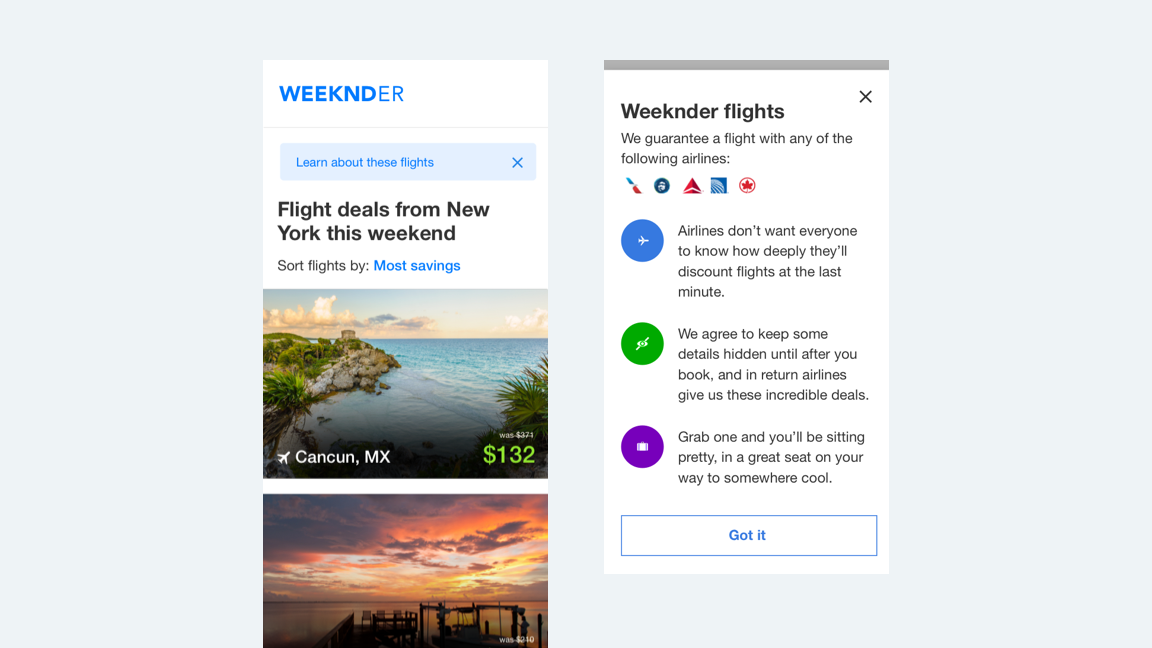 WEEKNDER
Learn about these flights
Flight deals from New
York this weekend
Sort flights by: Most savings
was $371
Cancun, MX
$132
was $310
Weeknder flights
We guarantee a flight with any of the
following airlines:
Airlines don’t want everyone
to know how deeply they’ll
discount flights at the last
minute.
We agree to keep some
details hidden until after you
book, and in return airlines
give us these incredible deals.
Grab one and you’ll be sitting
pretty, in a great seat on your
way to somewhere cool.
Got it